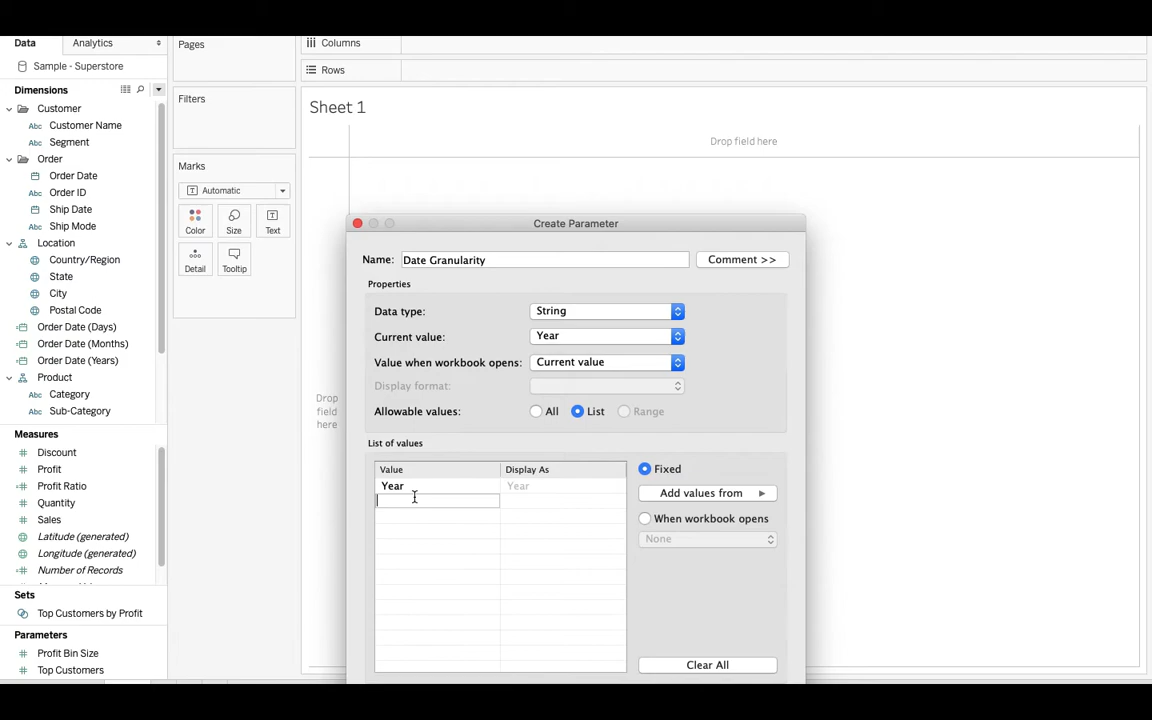 Data
Analytics
Sample - Superstore
Dimensions
Customer
Abc Customer Name
Abc Segment
Order
Order Date
Abc Order ID
Ship Date
Abc Ship Mode
Location
Country/Region
State
City
Postal Code
Order Date (Days)
Order Date (Months)
Order Date (Years)
Product
Abc Category
Abc Sub-Category
Measures
Discount
Profit
Profit Ratio
Quantity
Sales
Latitude (generated)
Longitude (generated)
Number of Records
Sets
Top Customers by Profit
Parameters
Profit Bin Size
Top Customers
Pages
Filters
Marks
T Automatic
Color
Size
T Text
Detail
Tooltip
Columns
Rows
Sheet 1
Drop field here
Drop
field
here
Create Parameter
Name: Date Granularity
Comment >>
Properties
Data type: String
Current value: Year
Value when workbook opens: Current value
Display format:
Allowable values: All List Range
List of values
Value Display As
Year Year
Fixed
Add values from
When workbook opens
None
Clear All